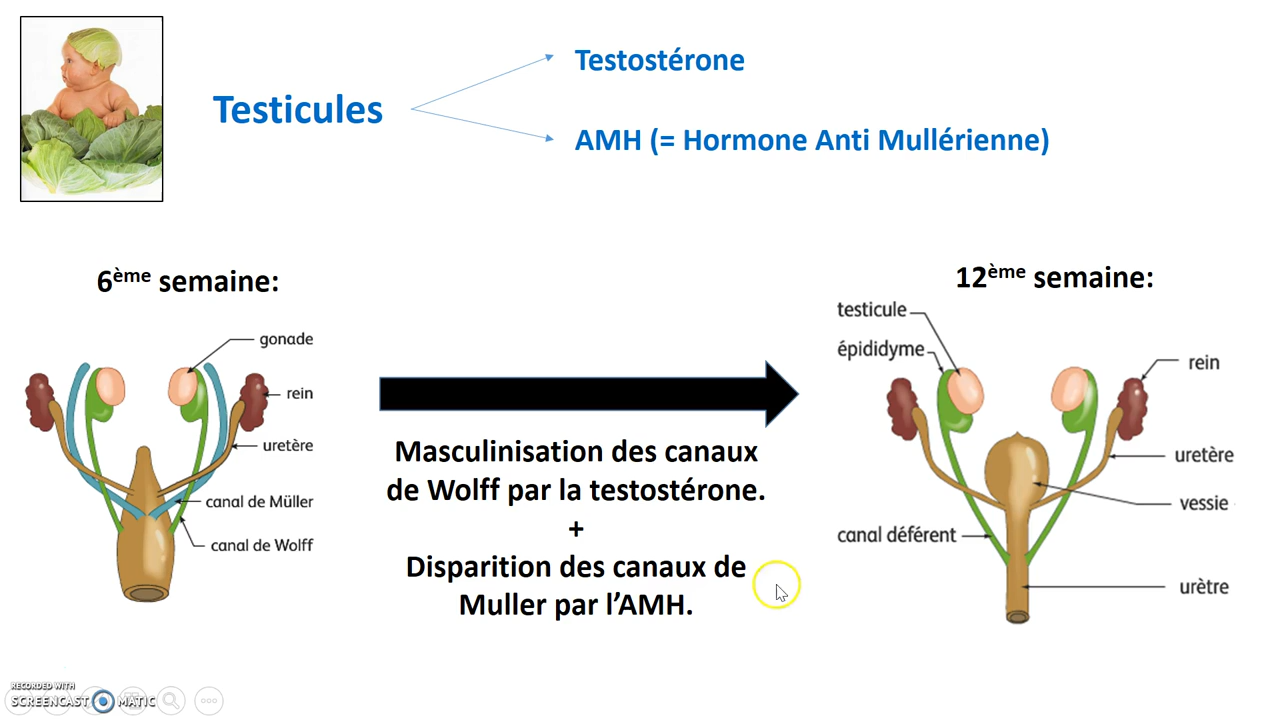 Testicules
Testostérone
AMH (= Hormone Anti Mullérienne)
6ème semaine:
gonade
rein
uretère
canal de Müller
canal de Wolff
Masculinisation des canaux
de Wolff par la testostérone.
+
Disparition des canaux de
Muller par l'AMH.
12ème semaine:
testicule
épididyme
rein
uretère
vessie
canal déférent
urètre
RECORDED WITH
SCREENCAST MATIC